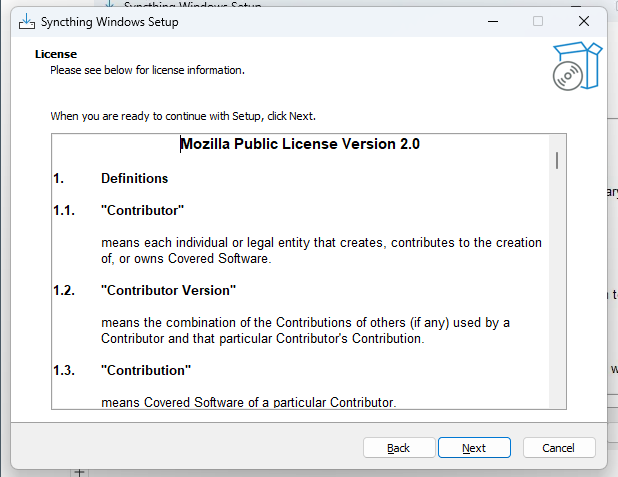 Syncthing Windows Setup
Syncthing Windows Setup
License
Please see below for license information.
When you are ready to continue with Setup, click Next.
Mozilla Public License Version 2.0
1. Definitions
1.1. "Contributor"
means each individual or legal entity that creates, contributes to the creation
of, or owns Covered Software.
1.2. "Contributor Version"
means the combination of the Contributions of others (if any) used by a
Contributor and that particular Contributor's Contribution.
1.3. "Contribution"
means Covered Software of a particular Contributor.
Back Next Cancel